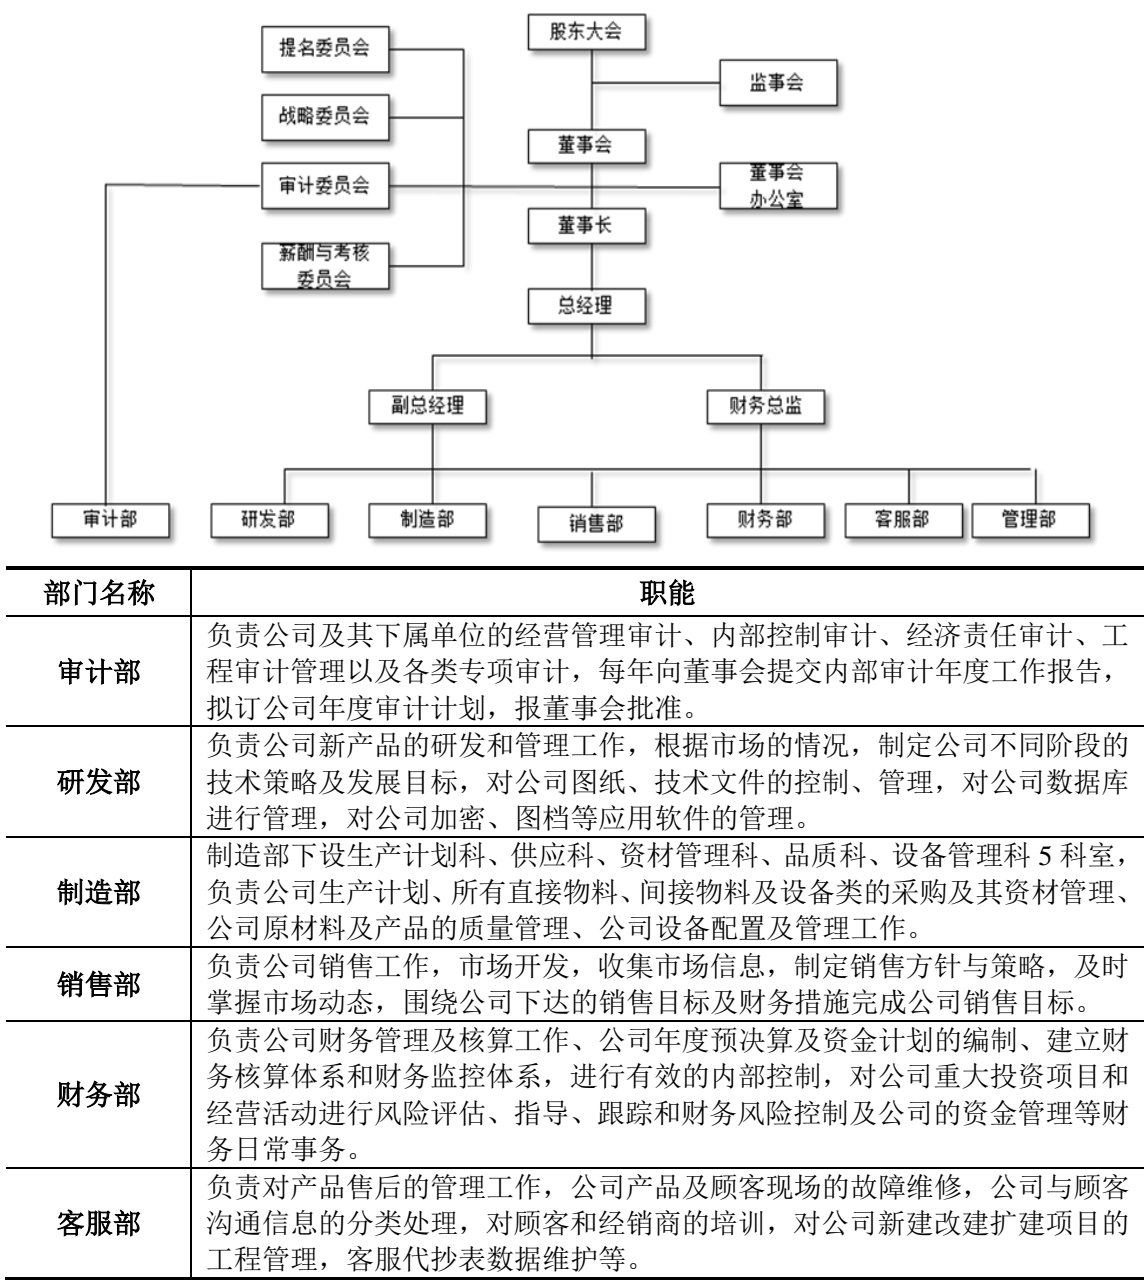 股东大会
提名委员会
监事会
战略委员会
董事会
审计委员会
董事会
办公室
董事长
薪酬与考核
委员会
总经理
副总经理
财务总监
审计部
研发部
制造部
销售部
财务部
客服部
管理部
部门名称 职能
审计部
负责公司及其下属单位的经营管理审计、内部控制审计、经济责任审计、工
程审计管理以及各类专项审计，每年向董事会提交内部审计年度工作报告，
拟订公司年度审计计划，报董事会批准。
研发部
负责公司新产品的研发和管理工作，根据市场的情况，制定公司不同阶段的
技术策略及发展目标，对公司图纸、技术文件的控制、管理，对公司数据库
进行管理，对公司加密、图档等应用软件的管理。
制造部
制造部下设生产计划科、供应科、资材管理科、品质科、设备管理科 5 科室，
负责公司生产计划、所有直接物料、间接物料及设备类的采购及其资材管理、
公司原材料及产品的质量管理、公司设备配置及管理工作。
销售部
负责公司销售工作，市场开发，收集市场信息，制定销售方针与策略，及时
掌握市场动态，围绕公司下达的销售目标及财务措施完成公司销售目标。
财务部
负责公司财务管理及核算工作、公司年度预决算及资金计划的编制、建立财
务核算体系和财务监控体系，进行有效的内部控制，对公司重大投资项目和
经营活动进行风险评估、指导、跟踪和财务风险控制及公司的资金管理等财
务日常事务。
客服部
负责对产品售后的管理工作，公司产品及顾客现场的故障维修，公司与顾客
沟通信息的分类处理，对顾客和经销商的培训，对公司新建改建扩建项目的
工程管理，客服代抄表数据维护等。